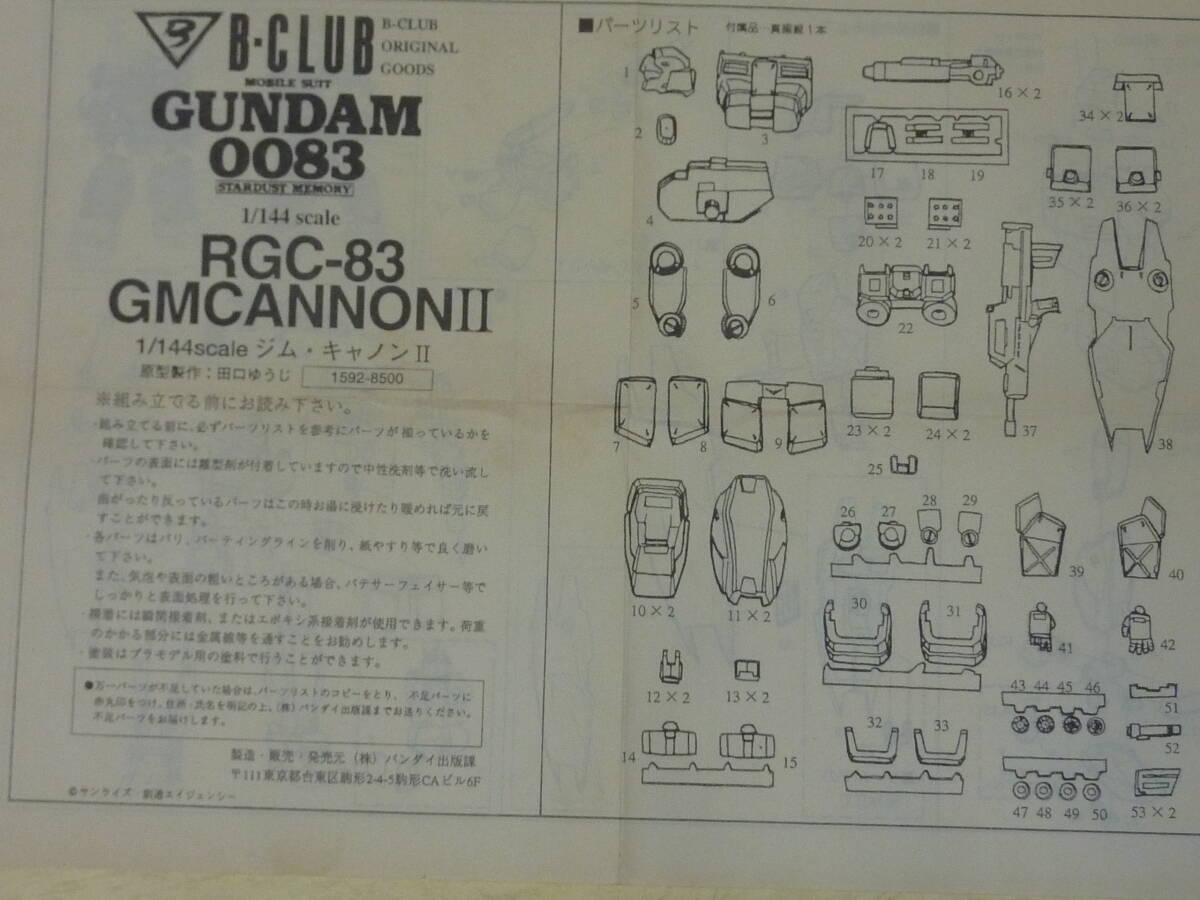 B-CLUB
B-CLUB
ORIGINAL
GOODS
MOBILE SUIT
GUNDAM
0083
STARDUST MEMORY
1/144 scale
RGC-83
GMCANNONII
1/144scale ジム・キャノンII
原型製作：田口ゆうじ 1592-8500
※組み立てる前にお読み下さい。
・組み立てる前に、必ずパーツリストを参考にパーツが揃っているかを
確認して下さい。
・パーツの表面には離型剤が付着していますので中性洗剤等で洗い流し
て下さい。
曲がったり反っているパーツはこの時お湯に浸けたり暖めれば元に戻
すことができます。
・各パーツはバリ、パーティングラインを削り、紙やすり等で良く磨い
て下さい。
また、気泡や表面の粗いところがある場合、パテサーフェイサー等で
しっかりと表面処理を行って下さい。
・接着には瞬間接着剤、またはエポキシ系接着剤が使用できます。荷重
のかかる部分には金属線等を通すことをお勧めします。
・塗装はプラモデル用の塗料で行うことができます。
●万一パーツが不足していた場合は、パーツリストのコピーをとり、不足パーツに
赤丸印をつけ、住所・氏名を明記の上、(株)バンダイ出版課までお送りください。
不足パーツをお届けします。
製造・販売・発売元（株）バンダイ出版課
〒111東京都台東区駒形2-4-5駒形CAビル6F
©サンライズ・創通エイジェンシー
■パーツリスト 付属品…真鍮線1本
1
2
3
16×2
34×2
17 18 19
4
35×2 36×2
20×2 21×2
5 6
22
7 8 9
23×2 24×2
37
38
25
26 27 28 29
39 40
10×2 11×2
30 31
41 42
12×2 13×2
43 44 45 46
51
14 15
32 33
52
47 48 49 50
53×2